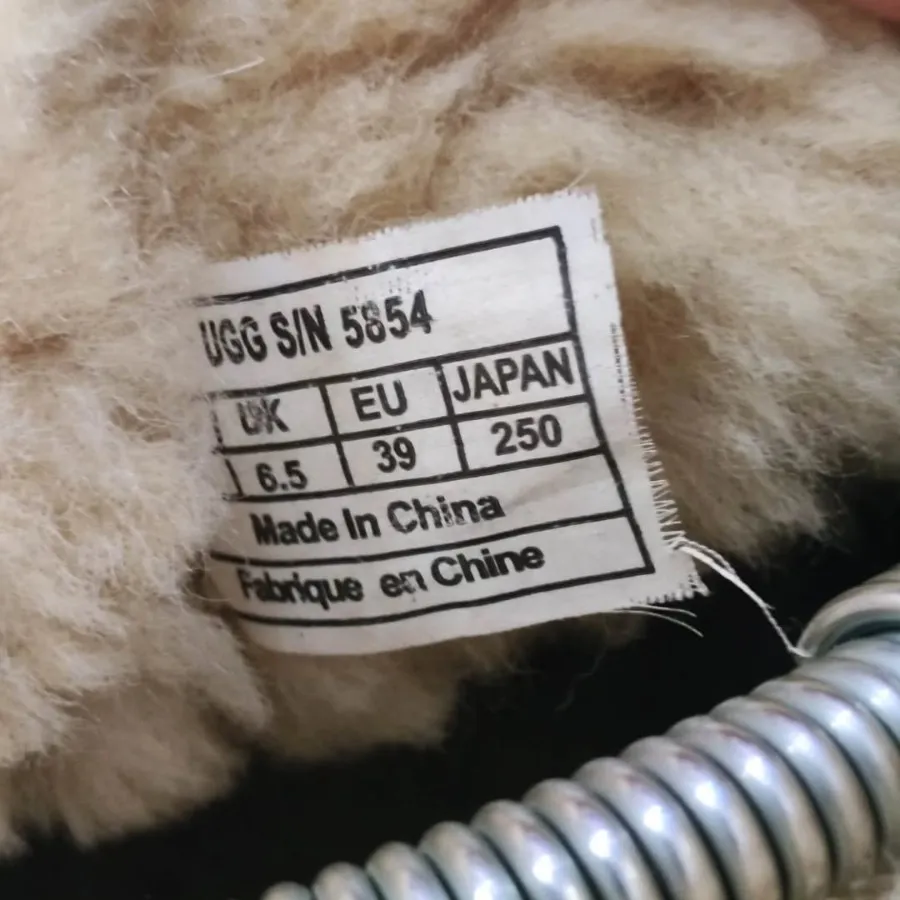 UGG S/N 5854
UK EU JAPAN
6.5 39 250
Made In China
Fabrique en Chine